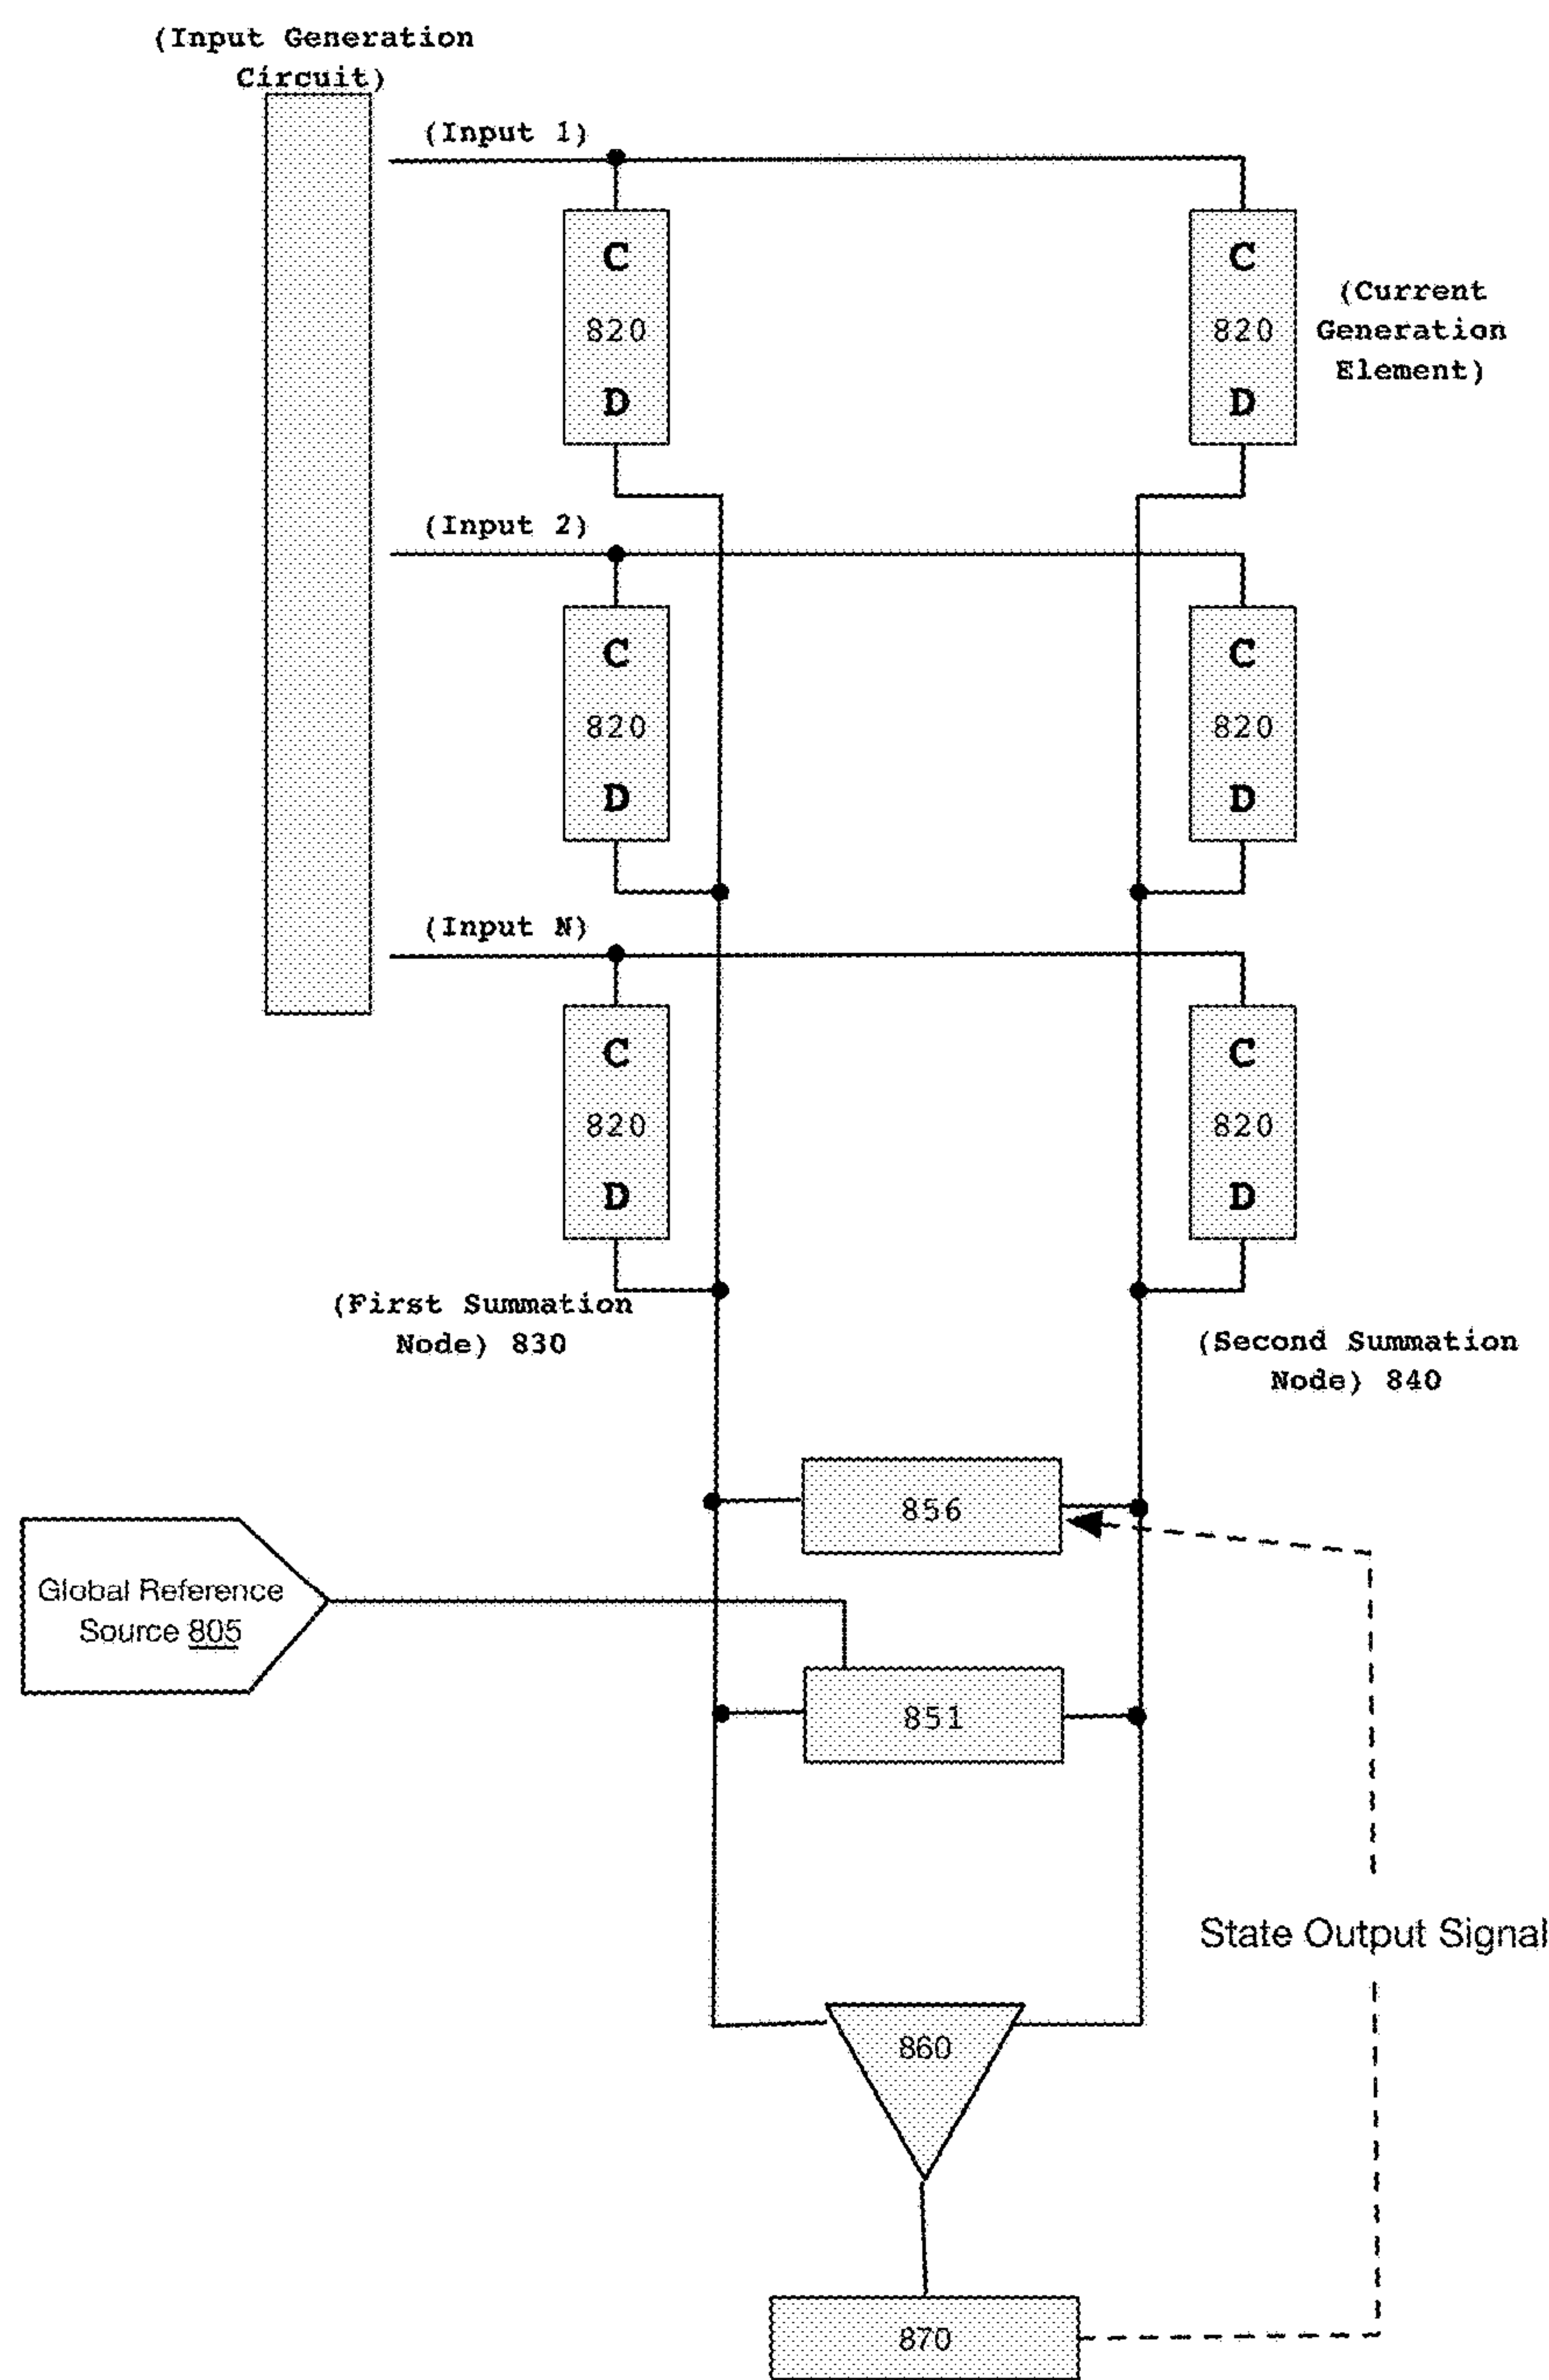 (Input Generation
Circuit)
(Input 1)
C
820
D
C
820
D
(Current
Generation
Element)
(Input 2)
C
820
D
C
820
D
(Input N)
C
820
D
C
820
D
(First Summation
Node) 830
(Second Summation
Node) 840
856
Global Reference
Source 805
851
State Output Signal
860
870